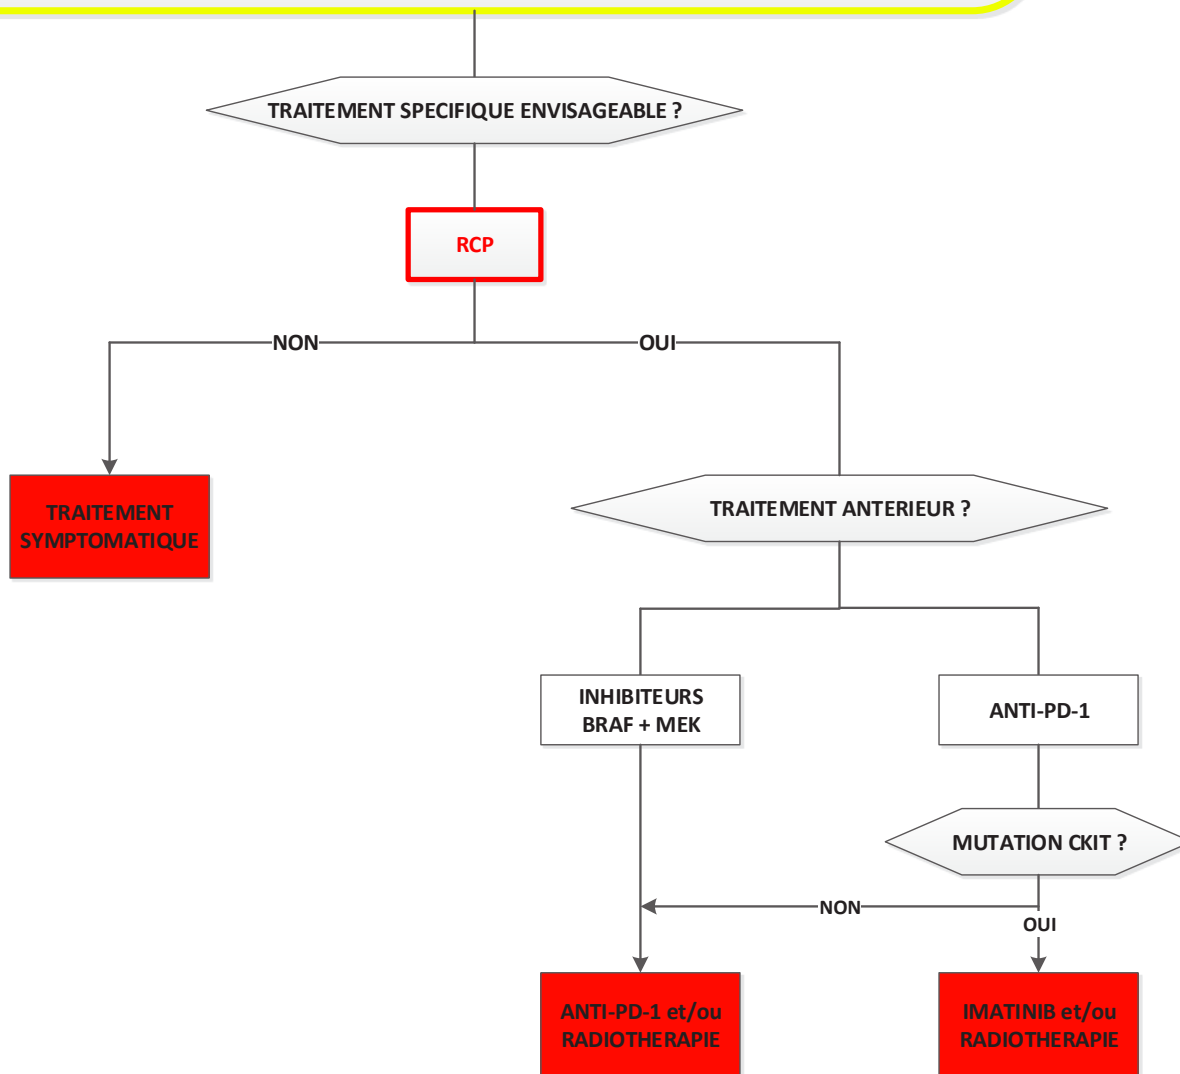 TRAITEMENT SPECIFIQUE ENVISAGEABLE ?
RCP
NON
OUI
TRAITEMENT
SYMPTOMATIQUE
TRAITEMENT ANTERIEUR ?
INHIBITEURS
BRAF + MEK
ANTI-PD-1
MUTATION CKIT ?
NON
OUI
ANTI-PD-1 et/ou
RADIOTHERAPIE
IMATINIB et/ou
RADIOTHERAPIE